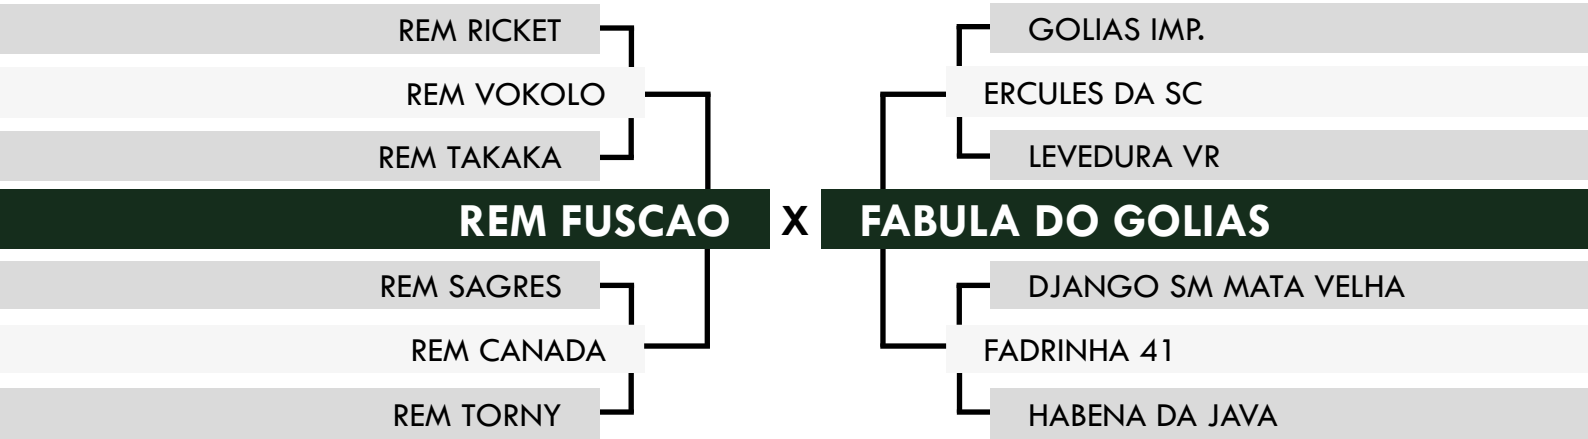 REM RICKET
REM VOKOLO
REM TAKAKA
REM FUSCAO
REM SAGRES
REM CANADA
REM TORNY
X
GOLIAS IMP.
ERCULES DA SC
LEVEDURA VR
FABULA DO GOLIAS
DJANGO SM MATA VELHA
FADRINHA 41
HABENA DA JAVA